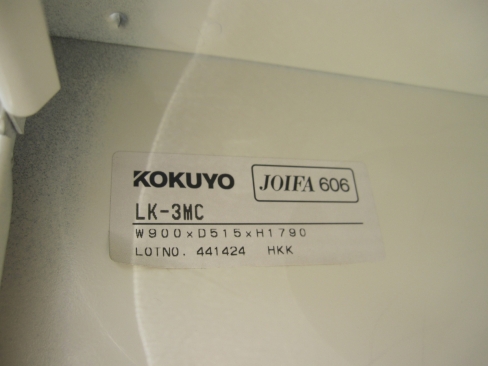 KOKUYO JOIFA 606
LK-3MC
W900×D515×H1790
LOTNO. 441424 HKK